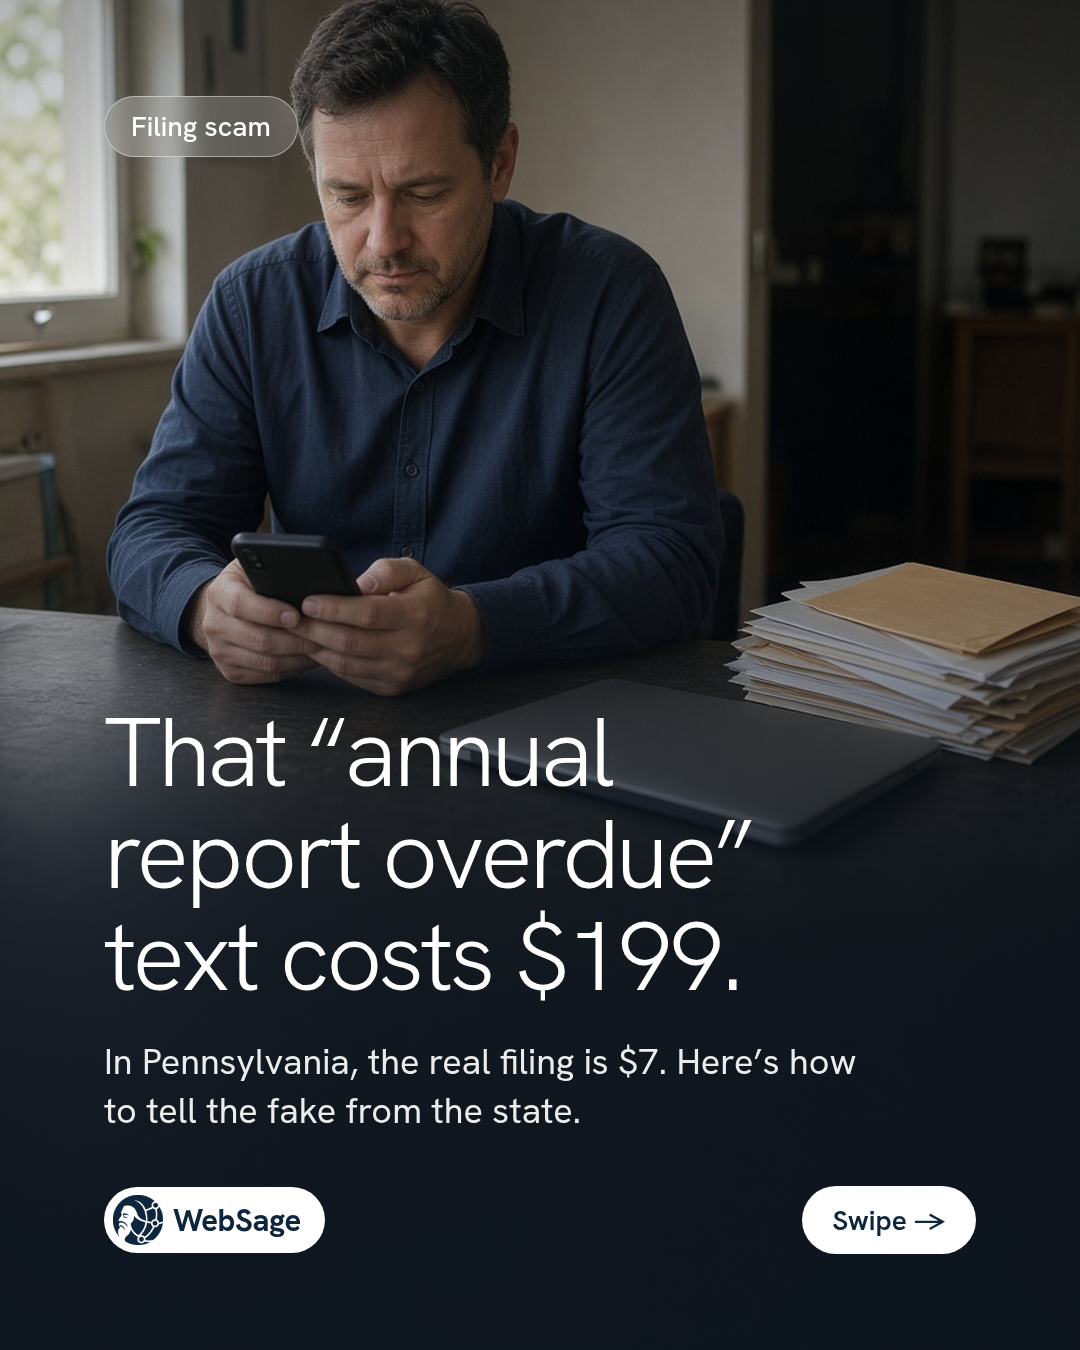 Filing scam
That “annual
report overdue”
text costs $199.
In Pennsylvania, the real filing is $7. Here’s how
to tell the fake from the state.
WebSage
Swipe →